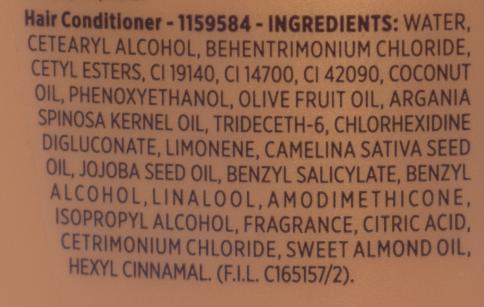 Hair Conditioner - 1159584 - INGREDIENTS: WATER,
CETEARYL ALCOHOL, BEHENTRIMONIUM CHLORIDE,
CETYL ESTERS, CI 19140, CI 14700, CI 42090, COCONUT
OIL, PHENOXYETHANOL, OLIVE FRUIT OIL, ARGANIA
SPINOSA KERNEL OIL, TRIDECETH-6, CHLORHEXIDINE
DIGLUCONATE, LIMONENE, CAMELINA SATIVA SEED
OIL, JOJOBA SEED OIL, BENZYL SALICYLATE, BENZYL
ALCOHOL, LINALOOL, AMODIMETHICONE,
ISOPROPYL ALCOHOL, FRAGRANCE, CITRIC ACID,
CETRIMONIUM CHLORIDE, SWEET ALMOND OIL,
HEXYL CINNAMAL. (F.I.L. C165157/2).